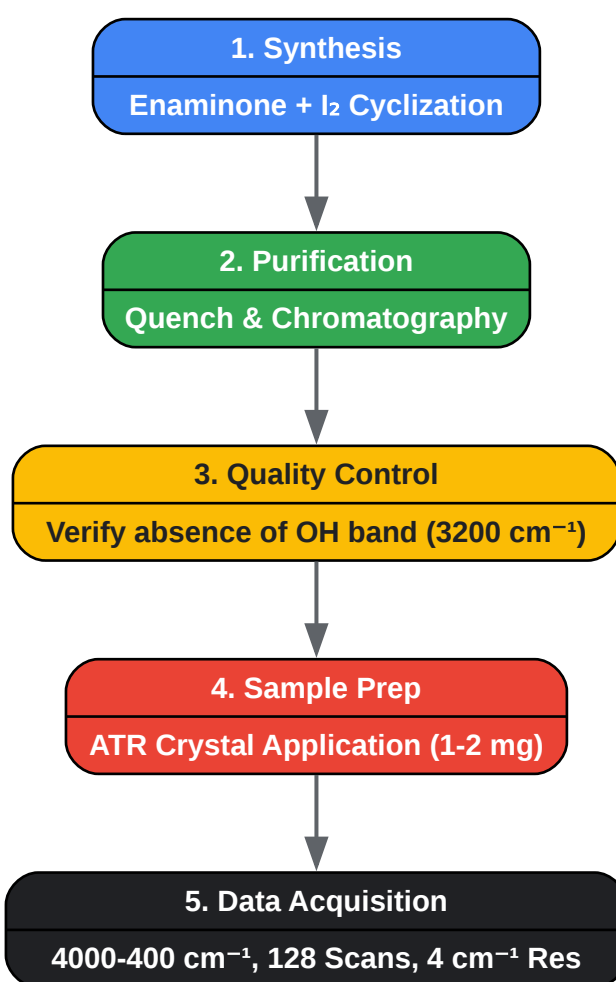 1. Synthesis
Enaminone + I₂ Cyclization
2. Purification
Quench & Chromatography
3. Quality Control
Verify absence of OH band (3200 cm⁻¹)
4. Sample Prep
ATR Crystal Application (1-2 mg)
5. Data Acquisition
4000-400 cm⁻¹, 128 Scans, 4 cm⁻¹ Res